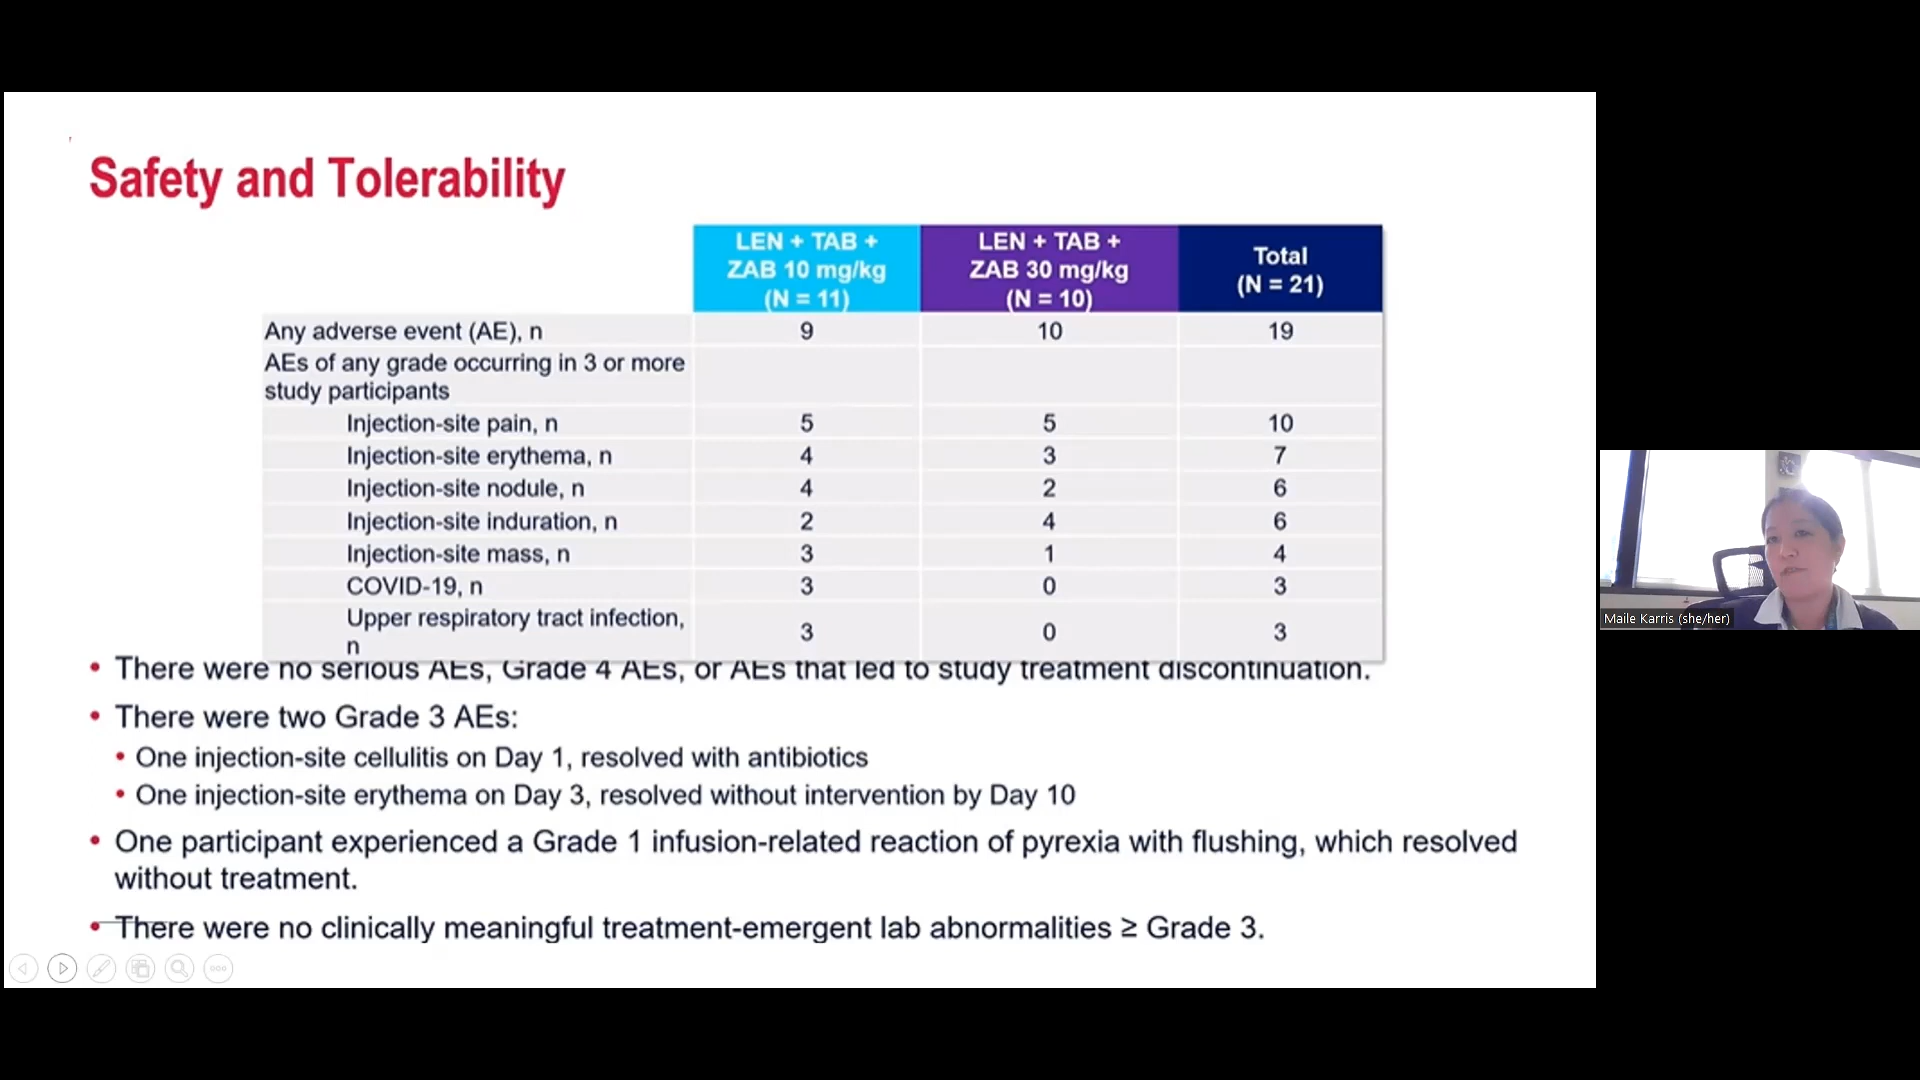 Safety and Tolerability
LEN + TAB +
ZAB 10 mg/kg
(N = 11)
LEN + TAB +
ZAB 30 mg/kg
(N = 10)
Total
(N = 21)
Any adverse event (AE), n 9 10 19
AEs of any grade occurring in 3 or more
study participants
Injection-site pain, n 5 5 10
Injection-site erythema, n 4 3 7
Injection-site nodule, n 4 2 6
Injection-site induration, n 2 4 6
Injection-site mass, n 3 1 4
COVID-19, n 3 0 3
Upper respiratory tract infection,
n 3 0 3
• There were no serious AEs, Grade 4 AEs, or AEs that led to study treatment discontinuation.
• There were two Grade 3 AEs:
• One injection-site cellulitis on Day 1, resolved with antibiotics
• One injection-site erythema on Day 3, resolved without intervention by Day 10
• One participant experienced a Grade 1 infusion-related reaction of pyrexia with flushing, which resolved
without treatment.
• There were no clinically meaningful treatment-emergent lab abnormalities ≥ Grade 3.
Maile Karris (she/her)